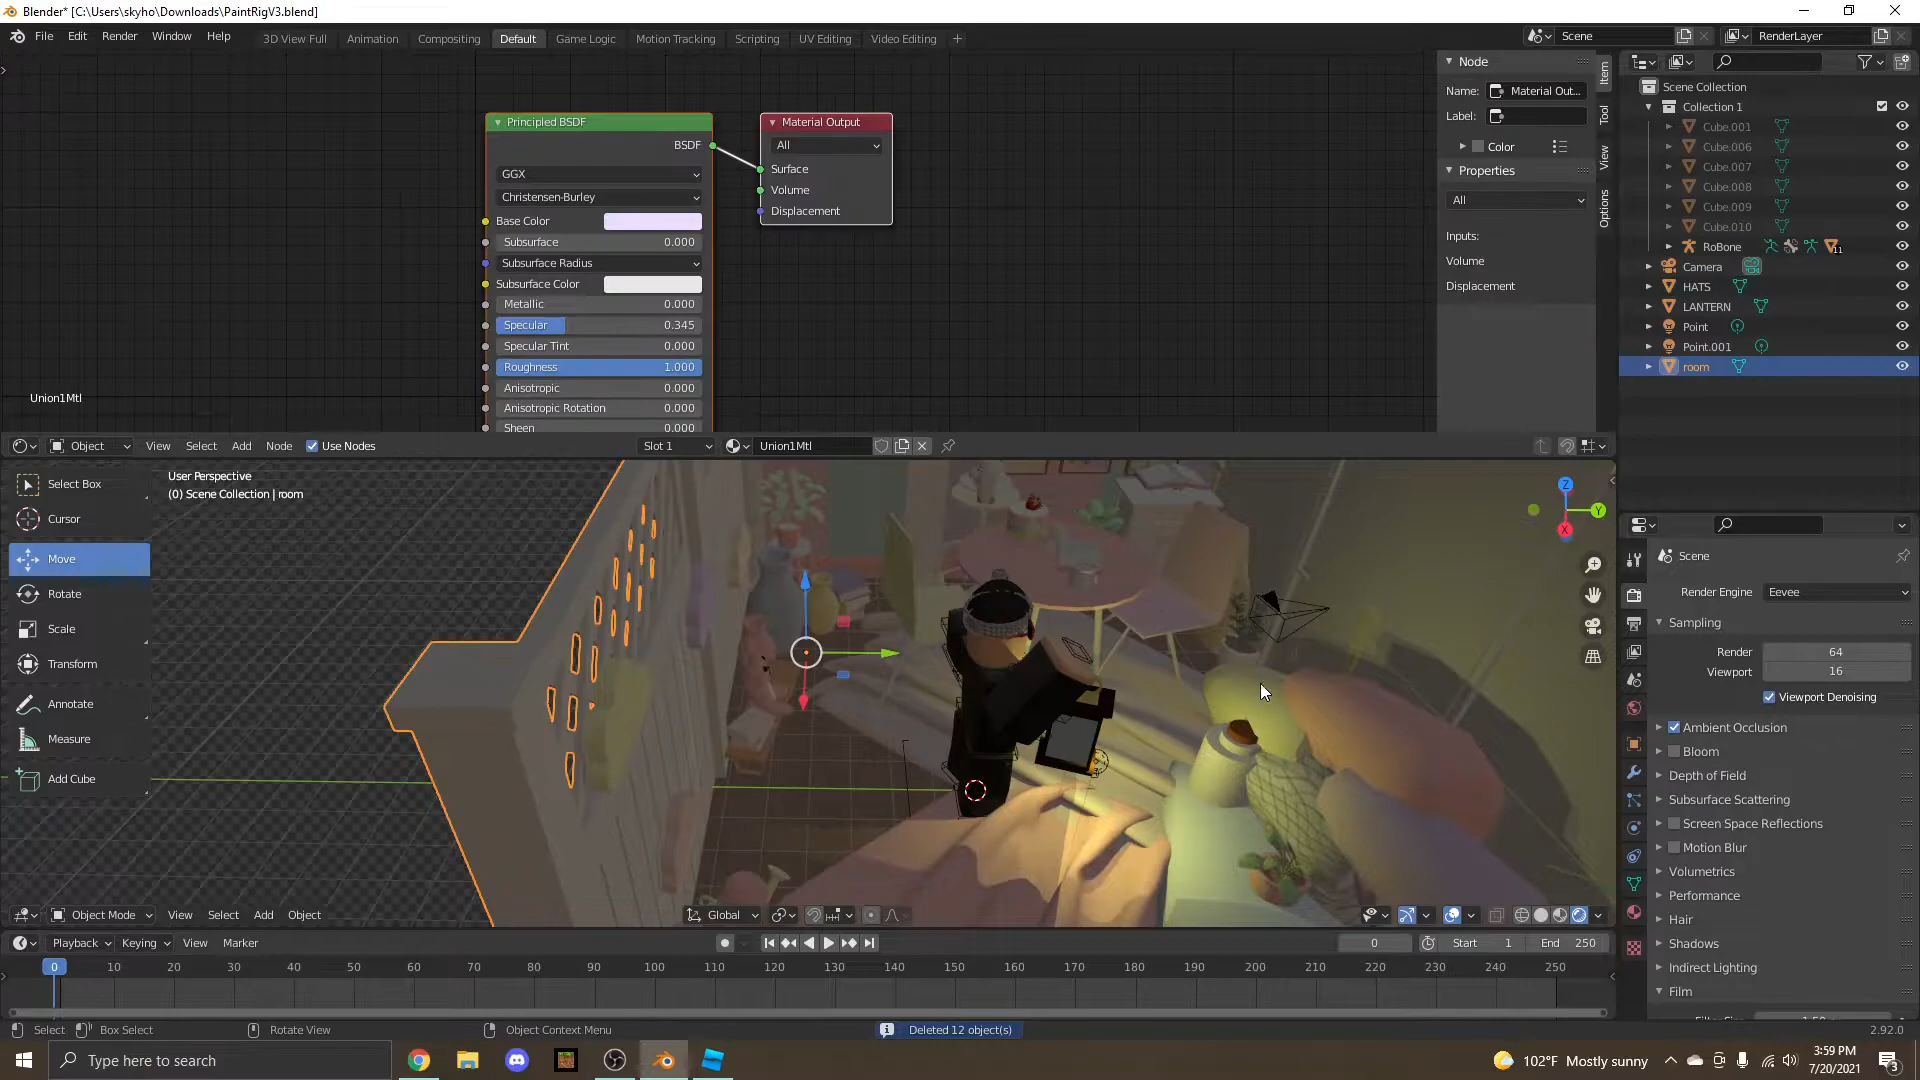 Blender* [C:\Users\skyho\Downloads\PaintRigV3.blend]
File Edit Render Window Help
3D View Full Animation Compositing Default Game Logic Motion Tracking Scripting UV Editing Video Editing +
Scene
RenderLayer
Principled BSDF
BSDF
GGX
Christensen-Burley
Base Color
Subsurface 0.000
Subsurface Radius
Subsurface Color
Metallic 0.000
Specular 0.345
Specular Tint 0.000
Roughness 1.000
Anisotropic 0.000
Anisotropic Rotation 0.000
Sheen 0.000
Material Output
All
Surface
Volume
Displacement
Union1Mtl
Node
Name: Material Out...
Label:
Color
Properties
All
Inputs:
Volume
Displacement
Item
Tool
View
Options
Scene Collection
Collection 1
Cube.001
Cube.006
Cube.007
Cube.008
Cube.009
Cube.010
RoBone 11
Camera
HATS
LANTERN
Point
Point.001
room
Object View Select Add Node Use Nodes Slot 1 Union1Mtl
Select Box
Cursor
Move
Rotate
Scale
Transform
Annotate
Measure
Add Cube
User Perspective
(0) Scene Collection | room
Z
Y
X
Object Mode View Select Add Object Global
Scene
Render Engine Eevee
Sampling
Render 64
Viewport 16
Viewport Denoising
Ambient Occlusion
Bloom
Depth of Field
Subsurface Scattering
Screen Space Reflections
Motion Blur
Volumetrics
Performance
Hair
Shadows
Indirect Lighting
Film
Playback Keying View Marker
0 Start 1 End 250
0 10 20 30 40 50 60 70 80 90 100 110 120 130 140 150 160 170 180 190 200 210 220 230 240 250
Select Box Select Rotate View Object Context Menu Deleted 12 object(s) 2.92.0
Type here to search
102°F Mostly sunny
3:59 PM
7/20/2021
3